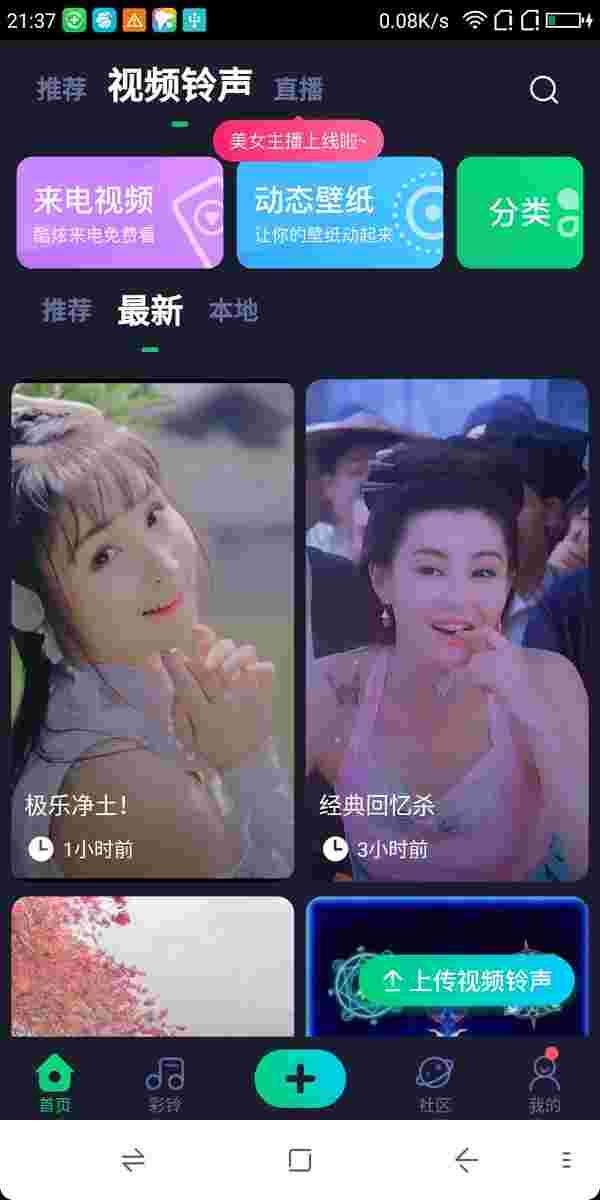 21:37
0.08K/s
推荐
视频铃声
直播
美女主播上线啦~
来电视频
酷炫来电免费看
动态壁纸
让你的壁纸动起来
分类
推荐
最新
本地
极乐净土!
1小时前
经典回忆杀
3小时前
上传视频铃声
首页
彩铃
社区
我的